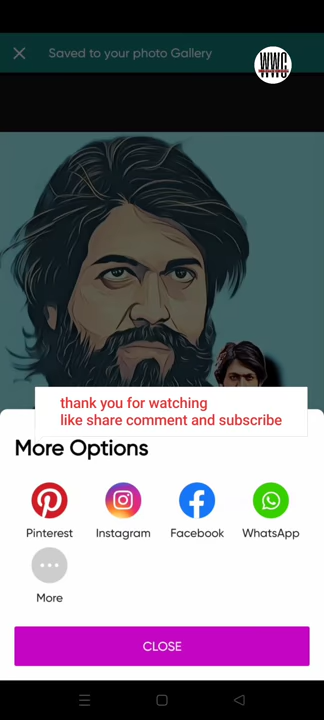 Saved to your photo Gallery
WWC
thank you for watching
like share comment and subscribe
More Options
Pinterest
Instagram
Facebook
WhatsApp
More
CLOSE